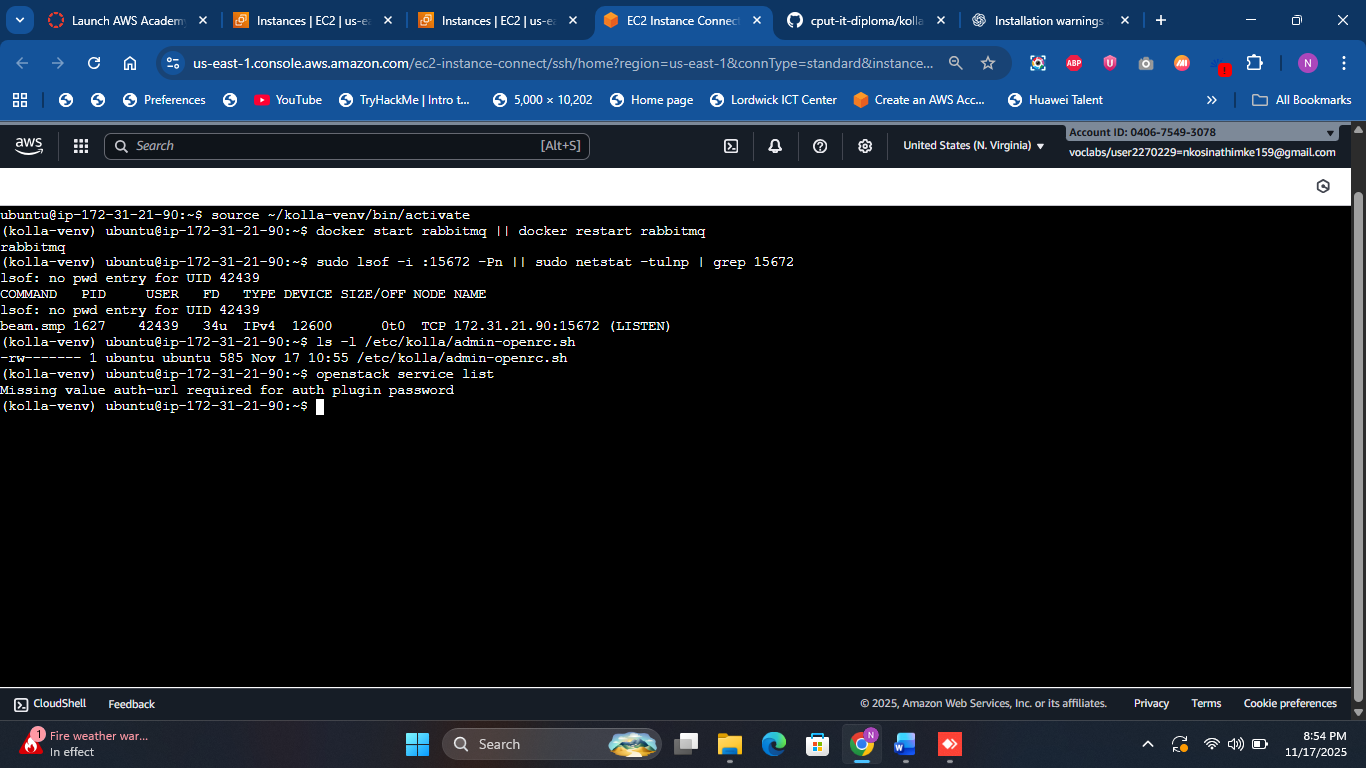 Launch AWS Academy
Instances | EC2 | us-ea
Instances | EC2 | us-ea
EC2 Instance Connect
cput-it-diploma/kolla
Installation warnings
us-east-1.console.aws.amazon.com/ec2-instance-connect/ssh/home?region=us-east-1&connType=standard&instance...
ABP
N
Preferences
YouTube
TryHackMe | Intro t...
5,000 × 10,202
Home page
Lordwick ICT Center
Create an AWS Acc...
Huawei Talent
»
All Bookmarks
aws
Search
[Alt+S]
United States (N. Virginia)
Account ID: 0406-7549-3078
voclabs/user2270229=nkosinathimke159@gmail.com
ubuntu@ip-172-31-21-90:~$ source ~/kolla-venv/bin/activate
(kolla-venv) ubuntu@ip-172-31-21-90:~$ docker start rabbitmq || docker restart rabbitmq
rabbitmq
(kolla-venv) ubuntu@ip-172-31-21-90:~$ sudo lsof -i :15672 -Pn || sudo netstat -tulnp | grep 15672
lsof: no pwd entry for UID 42439
COMMAND PID USER FD TYPE DEVICE SIZE/OFF NODE NAME
lsof: no pwd entry for UID 42439
beam.smp 1627 42439 34u IPv4 12600 0t0 TCP 172.31.21.90:15672 (LISTEN)
(kolla-venv) ubuntu@ip-172-31-21-90:~$ ls -l /etc/kolla/admin-openrc.sh
-rw------- 1 ubuntu ubuntu 585 Nov 17 10:55 /etc/kolla/admin-openrc.sh
(kolla-venv) ubuntu@ip-172-31-21-90:~$ openstack service list
Missing value auth-url required for auth plugin password
(kolla-venv) ubuntu@ip-172-31-21-90:~$
CloudShell
Feedback
© 2025, Amazon Web Services, Inc. or its affiliates.
Privacy
Terms
Cookie preferences
1
Fire weather war...
In effect
Search
N
8:54 PM
11/17/2025